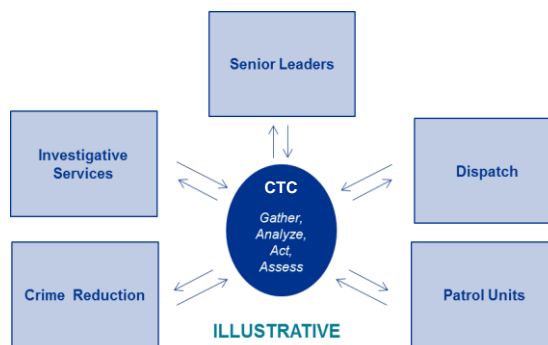 Senior Leaders
Investigative
Services
CTC
Gather,
Analyze,
Act,
Assess
Dispatch
Crime Reduction
Patrol Units
ILLUSTRATIVE